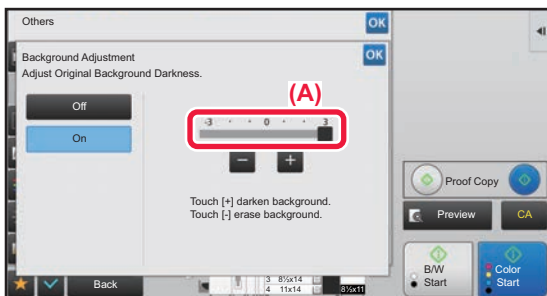 Others
OK
Background Adjustment
OK
Adjust Original Background Darkness.
(A)
Off
-3 0 3
On
Touch [+] darken background.
Touch [-] erase background.
Proof Copy
Preview
CA
B/W
Start
Color
Start
Back
3 8½x14
4 11x14
8½x11